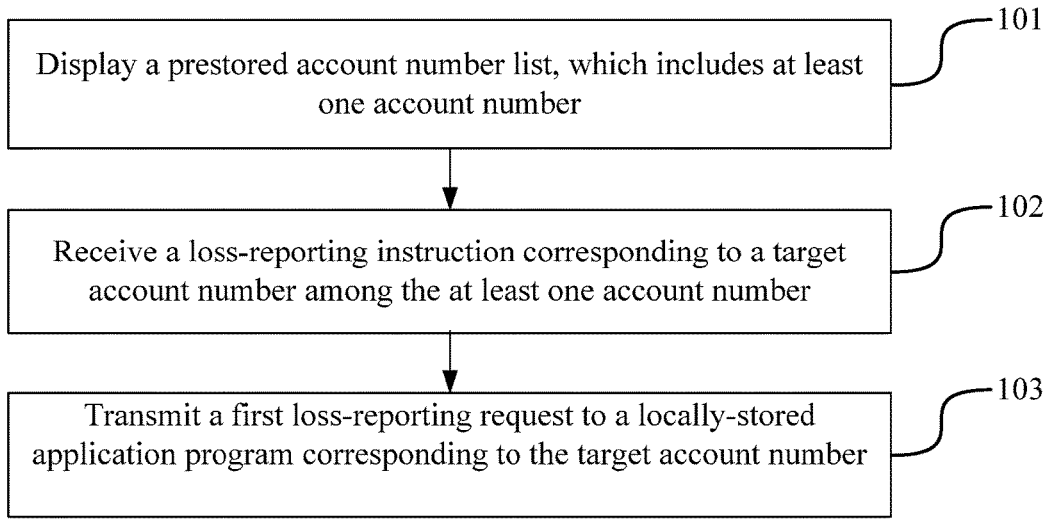 101
Display a prestored account number list, which includes at least
one account number
102
Receive a loss-reporting instruction corresponding to a target
account number among the at least one account number
103
Transmit a first loss-reporting request to a locally-stored
application program corresponding to the target account number